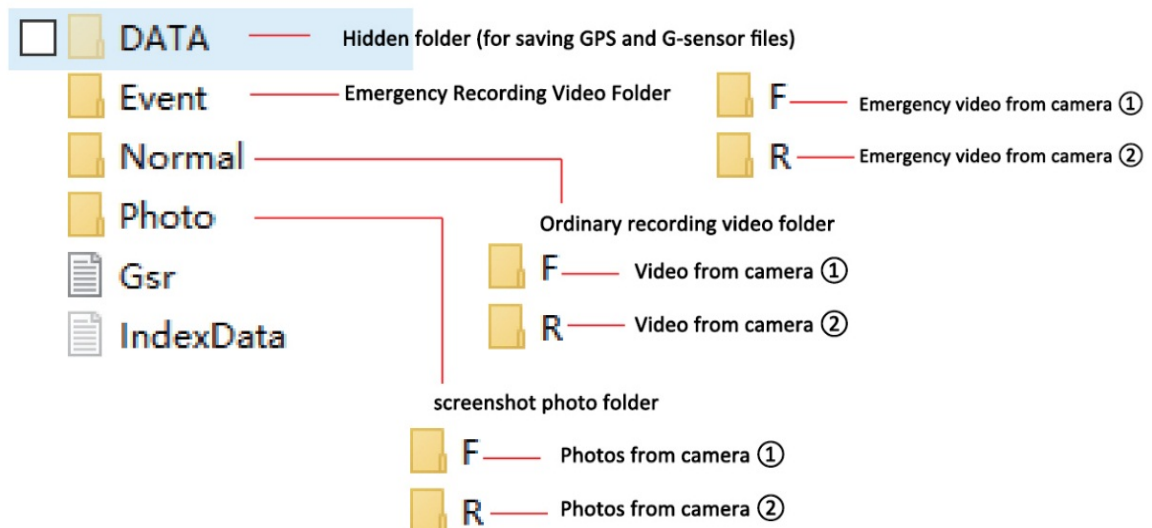 DATA Hidden folder (for saving GPS and G-sensor files)
Event Emergency Recording Video Folder
F Emergency video from camera ①
Normal R Emergency video from camera ②
Photo Ordinary recording video folder
Gsr F Video from camera ①
IndexData R Video from camera ②
screenshot photo folder
F Photos from camera ①
R Photos from camera ②